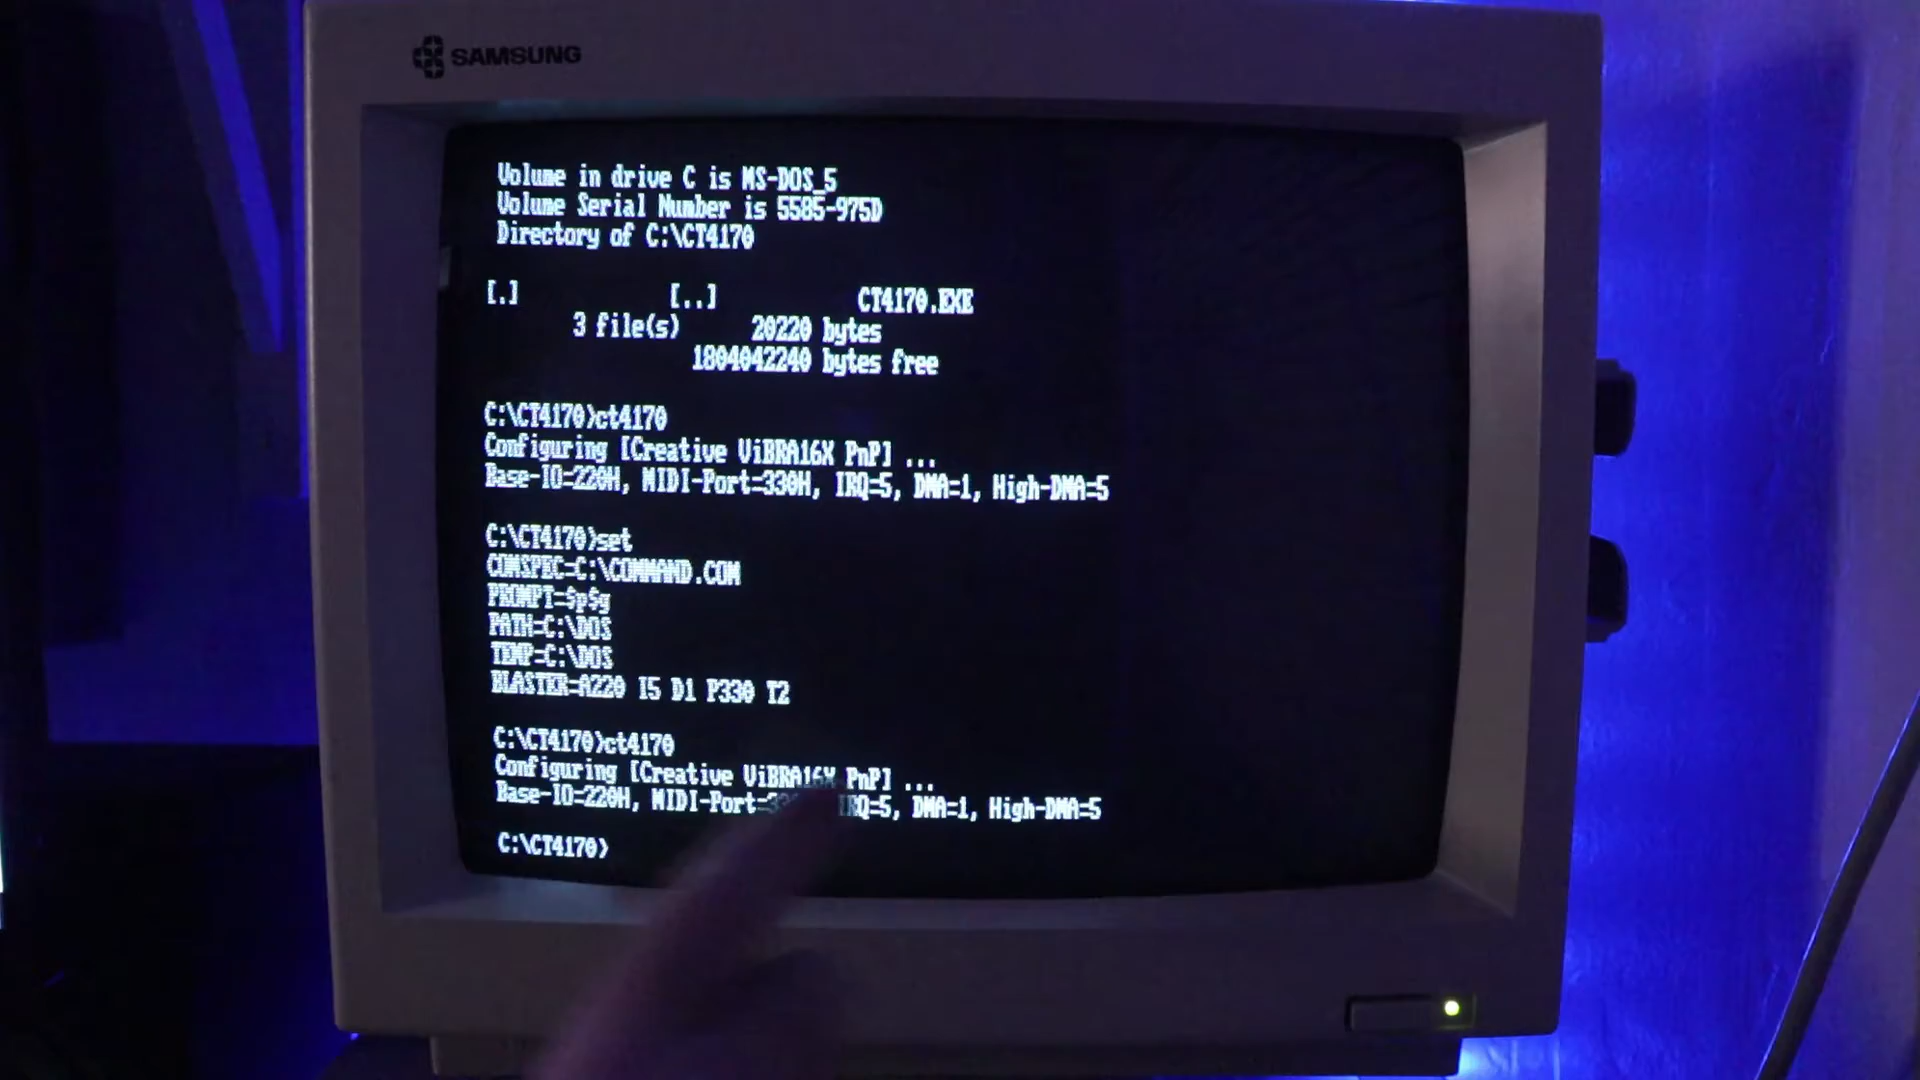 SAMSUNG
Volume in drive C is MS-DOS_5
Volume Serial Number is 5585-975D
Directory of C:\CT4170
[.] [..] CT4170.EXE
3 file(s) 20220 bytes
1804042240 bytes free
C:\CT4170>ct4170
Configuring [Creative ViBRA16X PnP] ...
Base-IO=220H, MIDI-Port=330H, IRQ=5, DMA=1, High-DMA=5
C:\CT4170>set
COMSPEC=C:\COMMAND.COM
PROMPT=$p$g
PATH=C:\DOS
TEMP=C:\DOS
BLASTER=A220 I5 D1 P330 T2
C:\CT4170>ct4170
Configuring [Creative ViBRA16X PnP] ...
Base-IO=220H, IRQ=5, DMA=1, High-DMA=5
C:\CT4170>